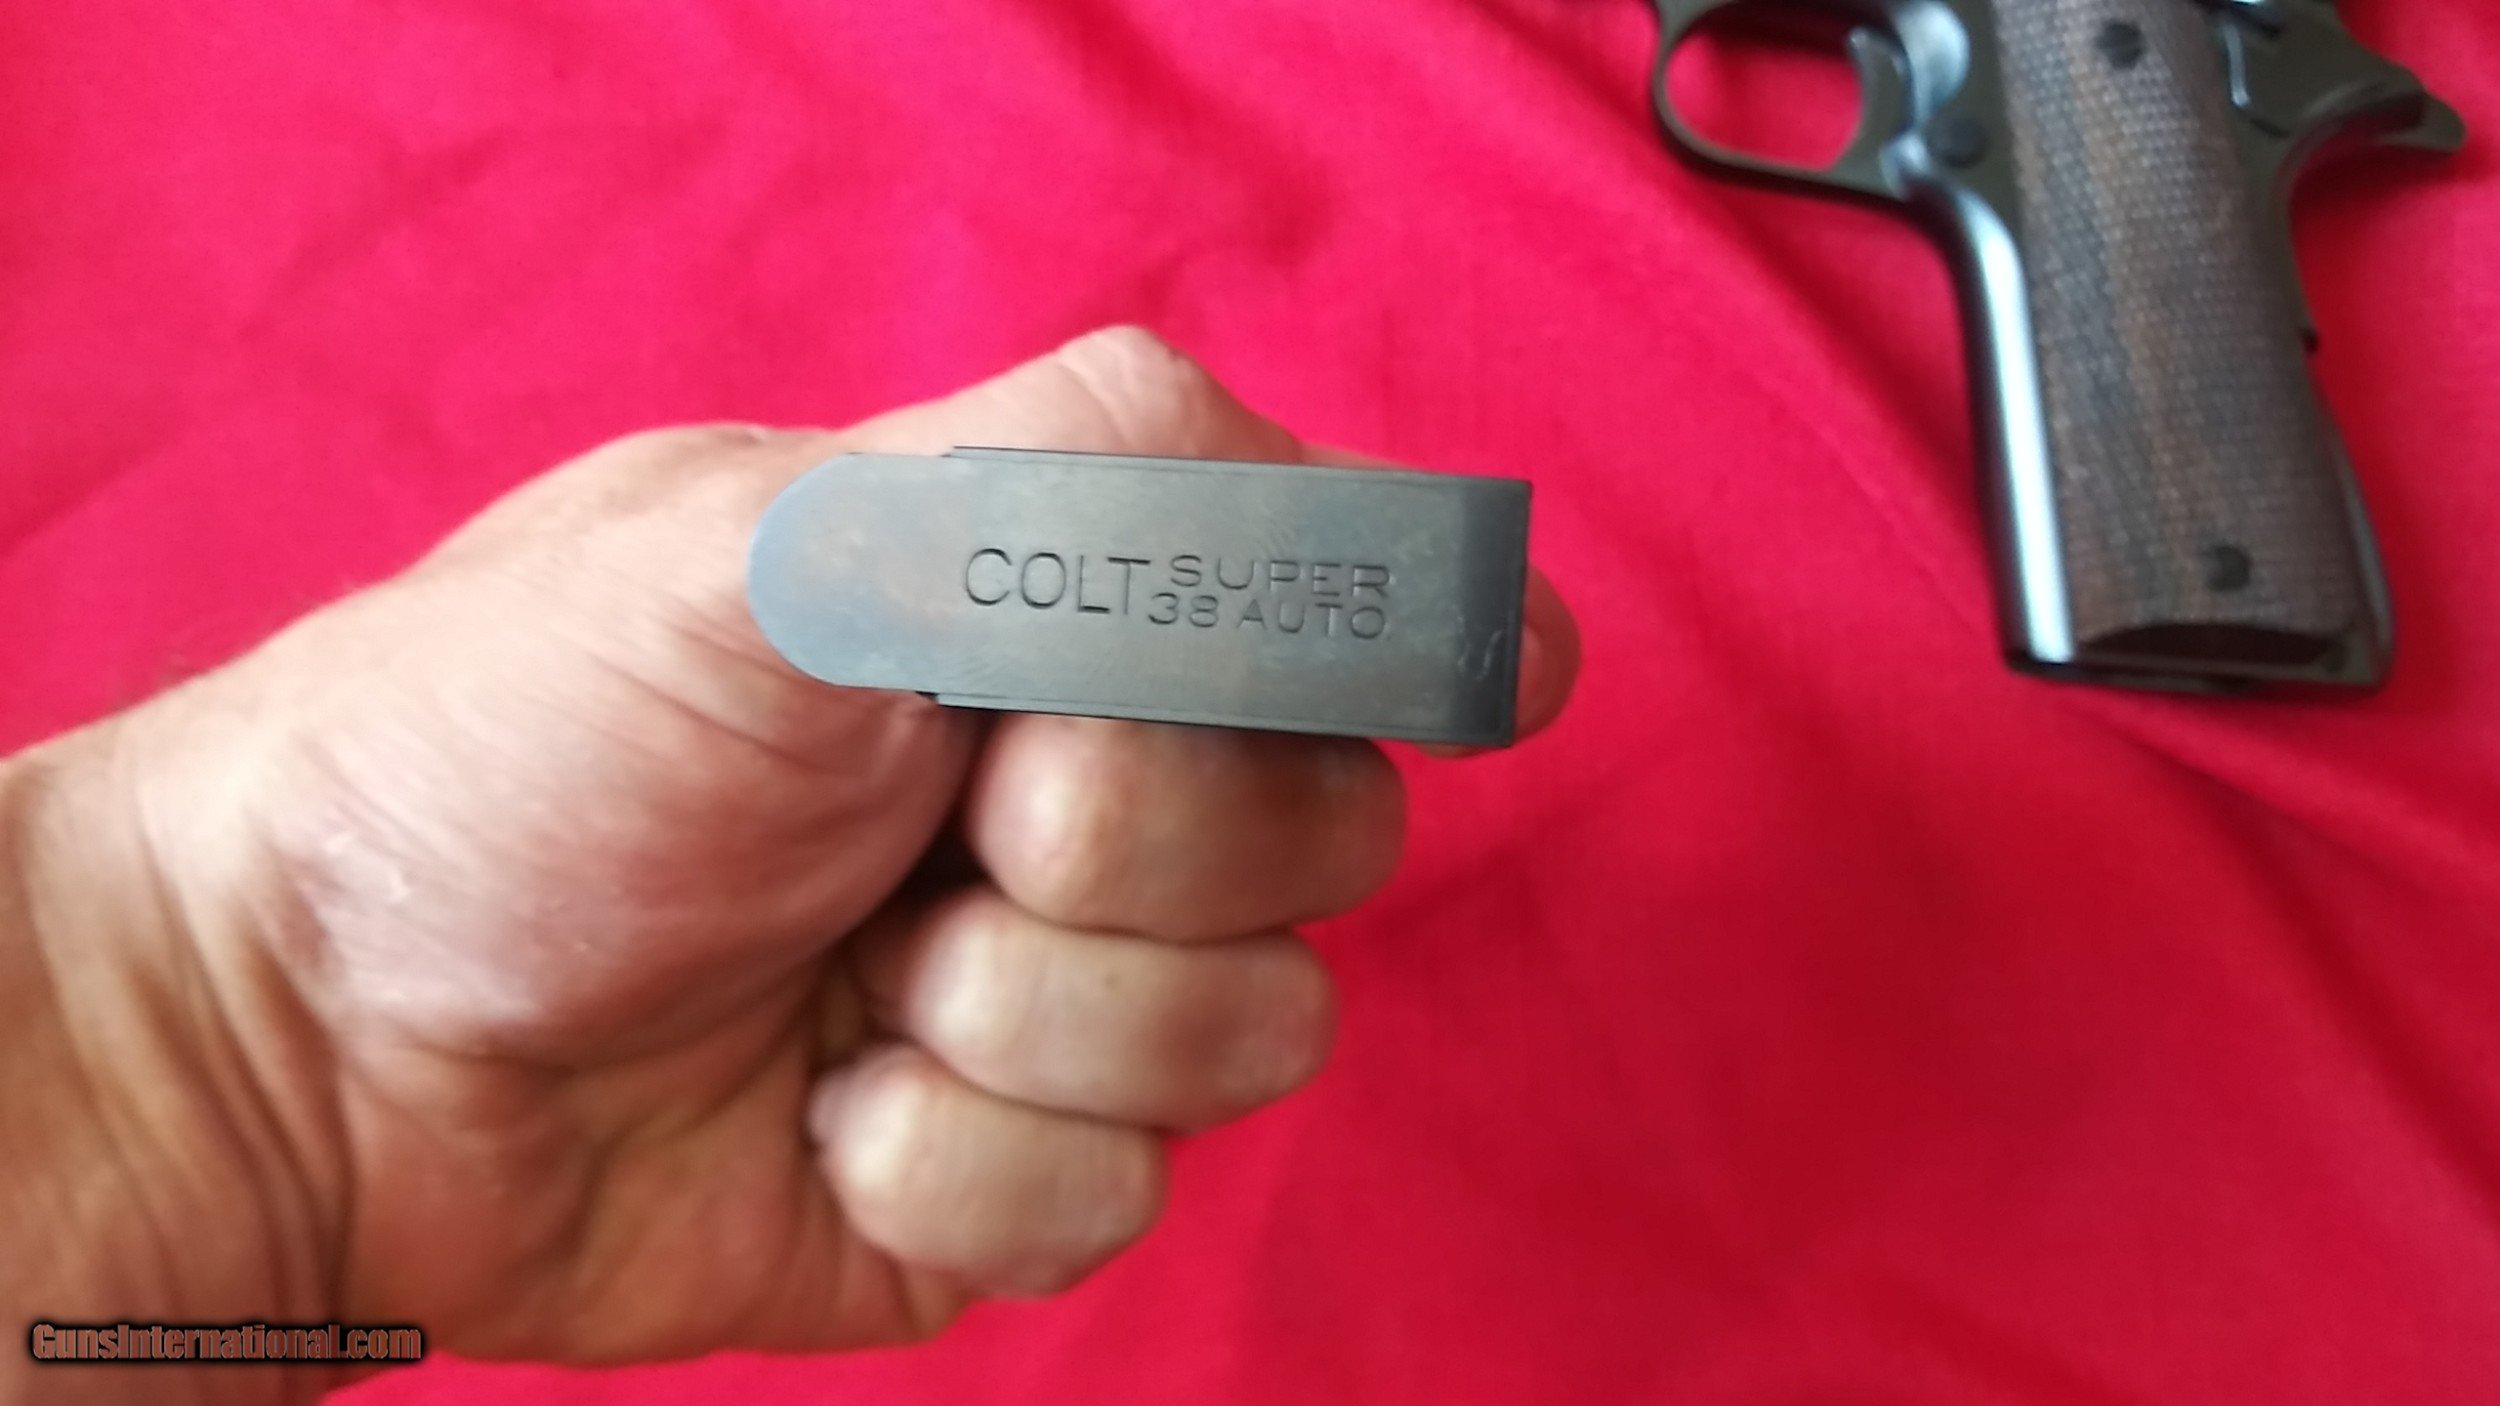 COLT SUPER
38 AUTO.
GunsInternational.com